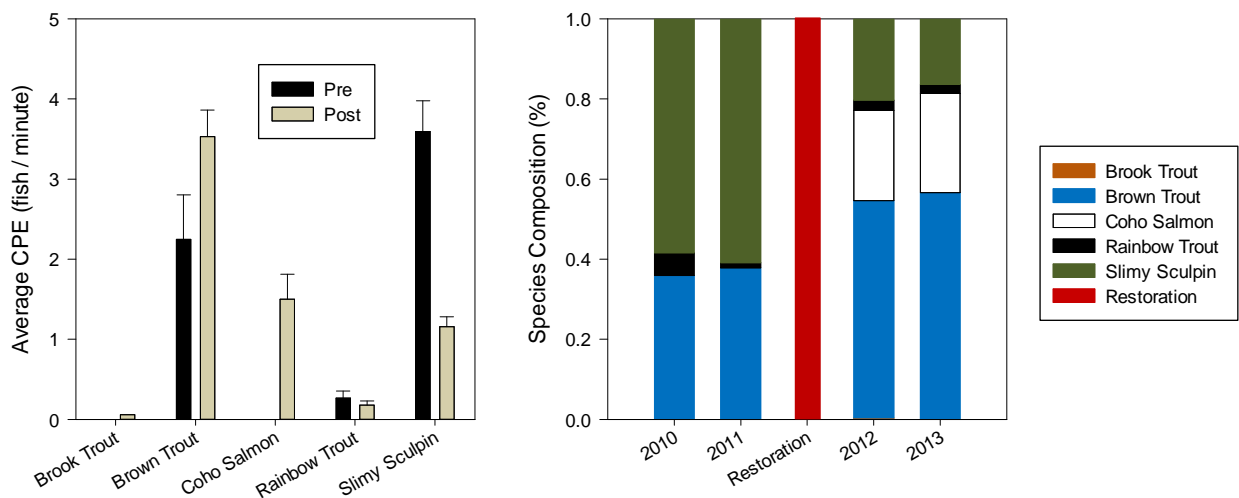 Average CPE (fish / minute)
5
4
3
2
1
0
Pre
Post
Brook Trout
Brown Trout
Coho Salmon
Rainbow Trout
Slimy Sculpin
Species Composition (%)
1.0
0.8
0.6
0.4
0.2
0.0
2010
2011
Restoration
2012
2013
Brook Trout
Brown Trout
Coho Salmon
Rainbow Trout
Slimy Sculpin
Restoration